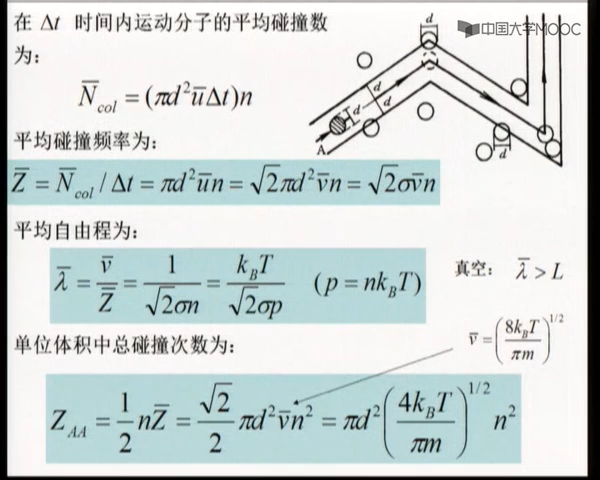 在 Δt 时间内运动分子的平均碰撞数
为：
N̄_col = (πd²ūΔt)n
平均碰撞频率为：
Z̄ = N̄_col / Δt = πd²ūn = √2πd²v̄n = √2σv̄n
平均自由程为：
λ̄ = v̄/Z̄ = 1/(√2σn) = k_BT/(√2σp) (p = nk_BT)
真空： λ̄ > L
单位体积中总碰撞次数为：
v̄ = (8k_BT/πm)^1/2
Z_AA = 1/2 nZ̄ = √2/2 πd²v̄n² = πd²(4k_BT/πm)^1/2 n²
中国大学MOOC
d
d
d
d
d
A
d